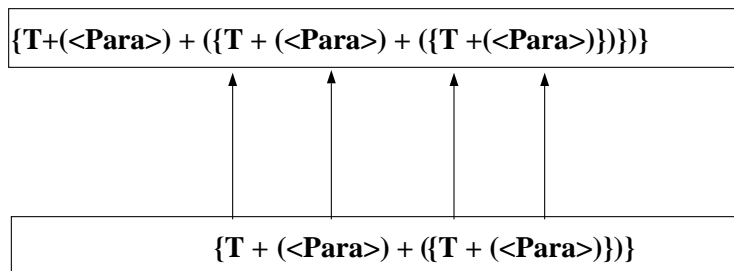 {T+(<Para>) + ({T + (<Para>) + ({T +(<Para>)})})}
{T + (<Para>) + ({T + (<Para>)})}